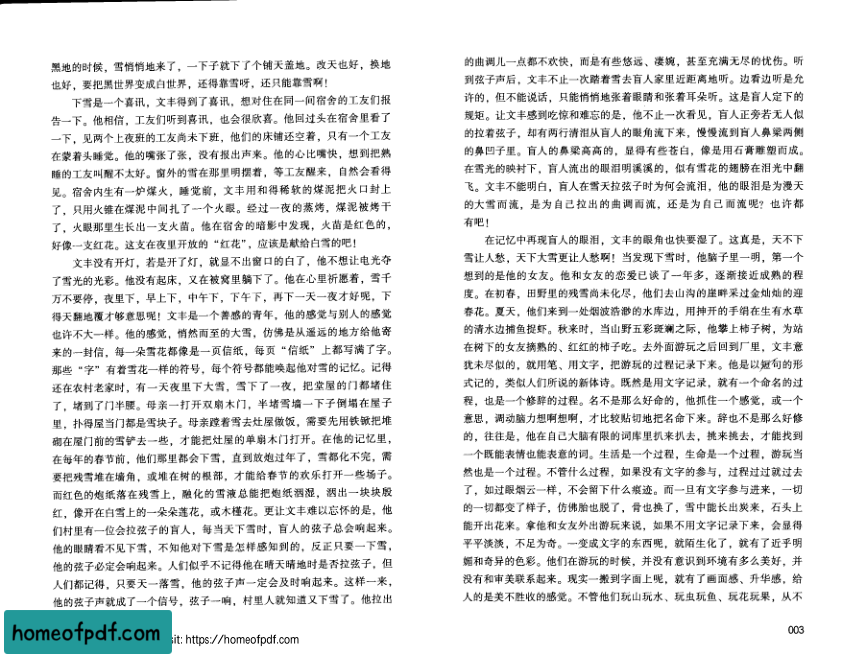 黑地的时候，雪悄悄地来了，一下子就下了个铺天盖地。改天也好，换地
也好，要把黑世界变成白世界，还得靠雪呀，还只能靠雪啊！
下雪是一个喜讯，文丰得到了喜讯，想对住在同一间宿舍的工友们报
告一下。他相信，工友们听到喜讯，也会很欣喜。他回过头在宿舍里看了
一下，见两个上夜班的工友尚未下班，他们的床铺还空着，只有一个工友
在蒙着头睡觉。他的嘴张了张，没有报出声来。他的心比嘴快，想到把熟
睡的工友叫醒不太好。窗外的雪在那里明摆着，等工友醒来，自然会看得
见。宿舍内生有一炉煤火，睡觉前，文丰用和得稀软的煤泥把火口封上
了，只用火锥在煤泥中间扎了一个火眼。经过一夜的蒸烤，煤泥被烤干
了，火眼那里生长出一支火苗。他在宿舍的暗影中发现，火苗是红色的，
好像一支红花。这支在夜里开放的“红花”，应该是献给白雪的吧！
文丰没有开灯，若是开了灯，就显不出窗口的白了，他不想让电光夺
了雪光的光彩。他没有起床，又在被窝里躺下了。他在心里祈愿着，雪千
万不要停，夜里下，早上下，中午下，下午下，再下一天一夜才好呢，下
得天翻地覆才够意思呢！文丰是一个善感的青年，他的感觉与别人的感觉
也许不大一样。他的感觉，悄然而至的大雪，仿佛是从遥远的地方给他寄
来的一封信，每一朵雪花都像是一页信纸，每页“信纸”上都写满了字。
那些“字”有着雪花一样的符号，每个符号都能唤起他对雪的记忆。记得
还在农村老家时，有一天夜里下大雪，雪下了一夜，把堂屋的门都堵住
了，堵到了门半腰。母亲一打开双扇木门，半堵雪墙一下子倒塌在屋子
里，扑得屋当门都是雪块子。母亲蹚着雪去灶屋做饭，需要先用铁锨把堆
砌在屋门前的雪铲去一些，才能把灶屋的单扇木门打开。在他的记忆里，
在每年的春节前，他们那里都会下雪，直到放炮过年了，雪都化不完，需
要把残雪堆在墙角，或堆在树的根部，才能给春节的欢乐打开一些场子。
而红色的炮纸落在残雪上，融化的雪液总能把炮纸洇湿，洇出一块块殷
红，像开在白雪上的一朵朵莲花，或木槿花。更让文丰难以忘怀的是，他
们村里有一位会拉弦子的盲人，每当天下雪时，盲人的弦子总会响起来。
他的眼睛看不见下雪，不知他对下雪是怎样感知到的，反正只要一下雪，
他的弦子必定会响起来。人们似乎不记得他在晴天晴地时是否拉弦子，但
人们都记得，只要天一落雪，他的弦子声一定会及时响起来。这样一来，
他的弦子声就成了一个信号，弦子一响，村里人就知道又下雪了。他拉出
的曲调儿一点都不欢快，而是有些悠远、凄婉，甚至充满无尽的忧伤。听
到弦子声后，文丰不止一次踏着雪去盲人家里近距离地听。边看边听是允
许的，但不能说话，只能悄悄地张着眼睛和张着耳朵听。这是盲人定下的
规矩。让文丰感到吃惊和难忘的是，他不止一次看见，盲人正旁若无人似
的拉着弦子，却有两行清泪从盲人的眼角流下来，慢慢流到盲人鼻梁两侧
的鼻凹子里。盲人的鼻梁高高的，显得有些苍白，像是用石膏雕塑而成。
在雪光的映衬下，盲人流出的眼泪明溪溪的，似有雪花的翅膀在泪光中翻
飞。文丰不能明白，盲人在雪天拉弦子时为何会流泪，他的眼泪是为漫天
的大雪而流，是为自己拉出的曲调而流，还是为自己而流呢？也许都
有吧！
在记忆中再现盲人的眼泪，文丰的眼角也快要湿了。这真是，天不下
雪让人愁，天下大雪更让人愁啊！当发现下雪时，他脑子里一明，第一个
想到的是他的女友。他和女友的恋爱已谈了一年多，逐渐接近成熟的程
度。在初春，田野里的残雪尚未化尽，他们去山沟的崖畔采过金灿灿的迎
春花。夏天，他们来到一处烟波浩渺的水库边，用抻开的手绢在生有水草
的清水边捕鱼捉虾。秋来时，当山野五彩斑斓之际，他攀上柿子树，为站
在树下的女友摘熟的、红红的柿子吃。去外面游玩之后回到厂里，文丰意
犹未尽似的，就用笔、用文字，把游玩的过程记录下来。他是以短句的形
式记的，类似人们所说的新体诗。既然是用文字记录，就有一个命名的过
程，也是一个修辞的过程。名不是那么好命的，他抓住一个感觉，或一个
意思，调动脑力想啊想啊，才比较贴切地把名命下来。辞也不是那么好修
的，往往是，他在自己大脑有限的词库里扒来扒去，挑来挑去，才能找到
一个既能表情也能表意的词。生活是一个过程，生命是一个过程，游玩当
然也是一个过程。不管什么过程，如果没有文字的参与，过程过过就过去
了，如过眼烟云一样，不会留下什么痕迹。而一旦有文字参与进来，一切
的一切都变了样子，仿佛胎也脱了，骨也换了，雪中能长出炭来，石头上
能开出花来。拿他和女友外出游玩来说，如果不用文字记录下来，会显得
平平淡淡，不足为奇。一变成文字的东西呢，就陌生化了，就有了近乎明
媚和奇异的色彩。他们在游玩的时候，并没有意识到环境有多么美好，并
没有和审美联系起来。现实一搬到字面上呢，就有了画面感、升华感，给
人的是美不胜收的感觉。不管他们玩山玩水、玩虫玩鱼、玩花玩果，从不
003
homeofpdf.com
sit: https://homeofpdf.com